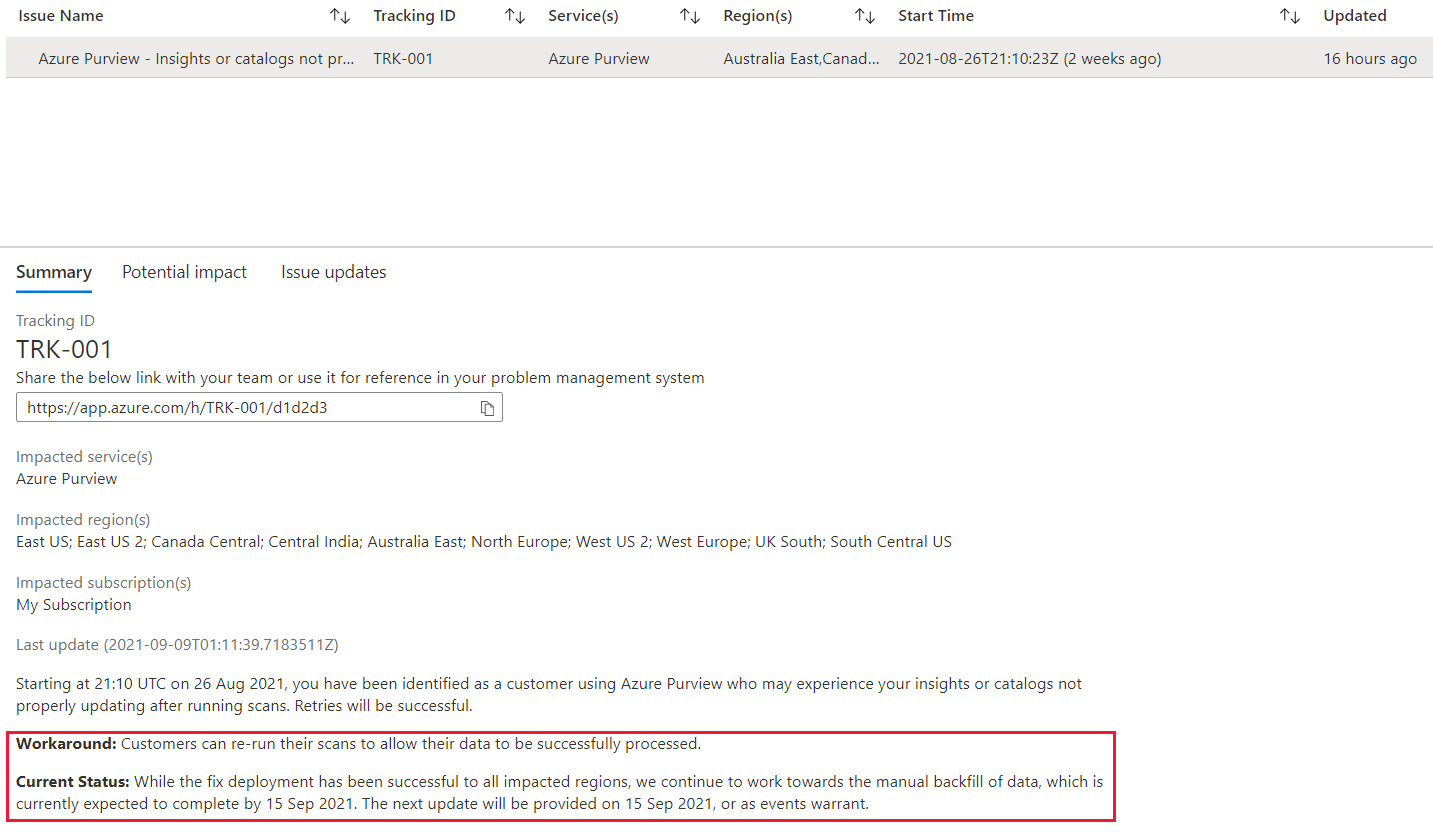 Issue Name Tracking ID Service(s) Region(s) Start Time Updated
Azure Purview - Insights or catalogs not pr... TRK-001 Azure Purview Australia East,Canad... 2021-08-26T21:10:23Z (2 weeks ago) 16 hours ago
Summary Potential impact Issue updates
Tracking ID
TRK-001
Share the below link with your team or use it for reference in your problem management system
https://app.azure.com/h/TRK-001/d1d2d3
Impacted service(s)
Azure Purview
Impacted region(s)
East US; East US 2; Canada Central; Central India; Australia East; North Europe; West US 2; West Europe; UK South; South Central US
Impacted subscription(s)
My Subscription
Last update (2021-09-09T01:11:39.7183511Z)
Starting at 21:10 UTC on 26 Aug 2021, you have been identified as a customer using Azure Purview who may experience your insights or catalogs not
properly updating after running scans. Retries will be successful.
Workaround: Customers can re-run their scans to allow their data to be successfully processed.
Current Status: While the fix deployment has been successful to all impacted regions, we continue to work towards the manual backfill of data, which is
currently expected to complete by 15 Sep 2021. The next update will be provided on 15 Sep 2021, or as events warrant.